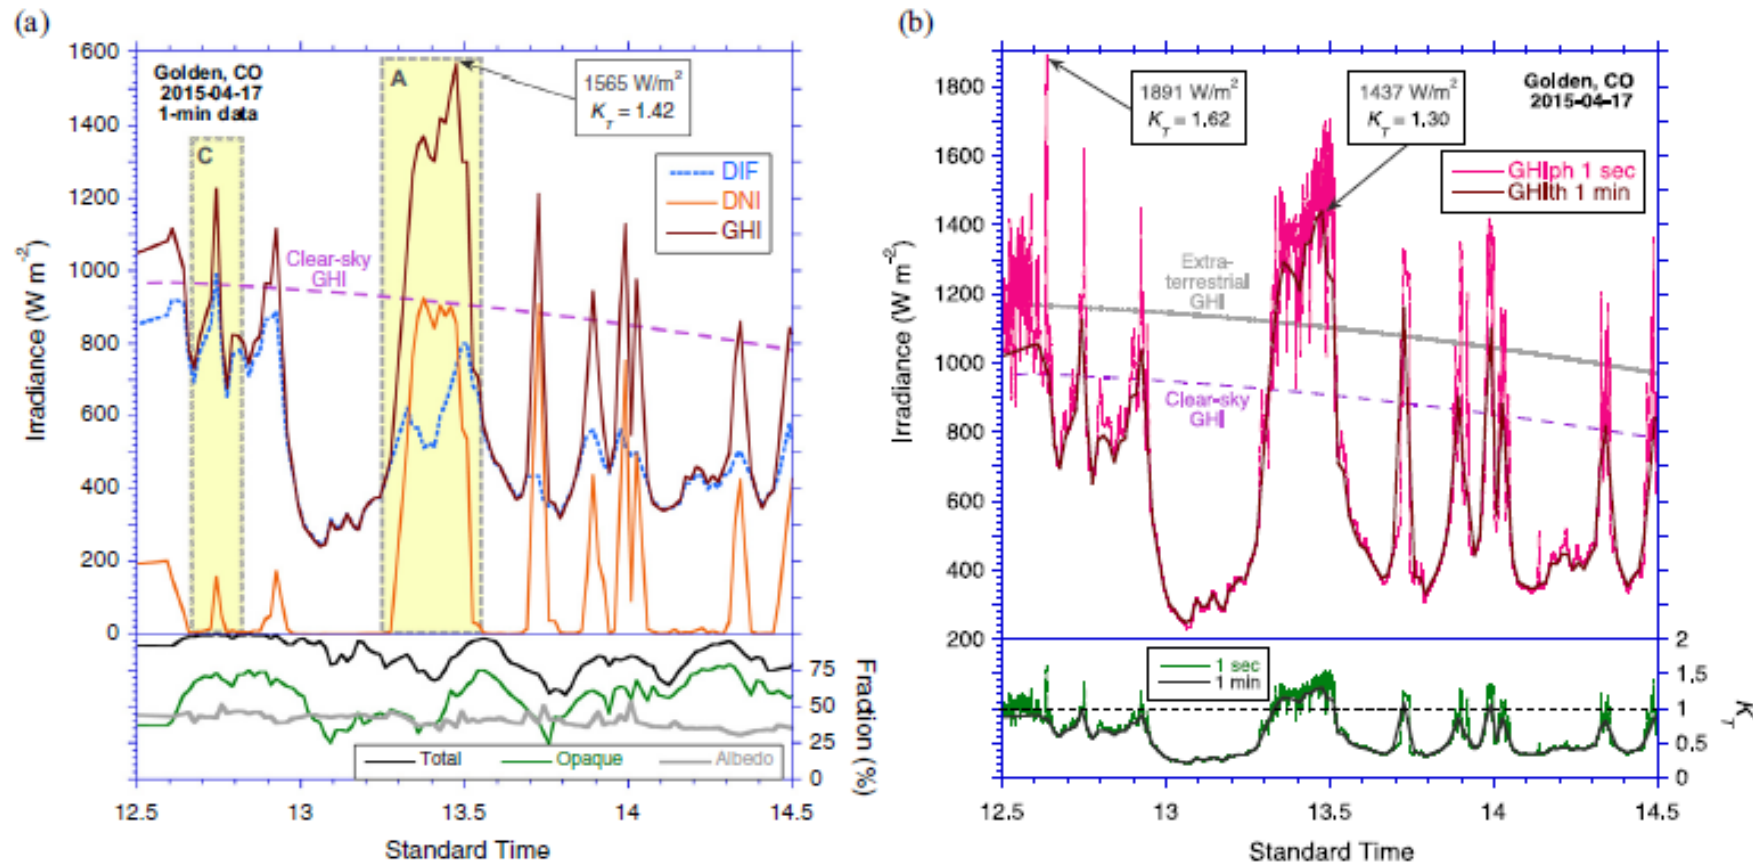 (a)
1600
1400
1200
1000
800
600
400
200
0
Irradiance (W m⁻²)
Golden, CO
2015-04-17
1-min data
C
A
1565 W/m²
K_T = 1.42
DIF
DNI
GHI
Clear-sky
GHI
75
50
25
0
Fraction (%)
Total
Opaque
Albedo
12.5
13
13.5
14
14.5
Standard Time
(b)
1800
1600
1400
1200
1000
800
600
400
200
Irradiance (W m⁻²)
1891 W/m²
K_T = 1.62
1437 W/m²
K_T = 1.30
Golden, CO
2015-04-17
GHIph 1 sec
GHIth 1 min
Extra-
terrestrial
GHI
Clear-sky
GHI
1 sec
1 min
2
1.5
1
0.5
0
K_T
12.5
13
13.5
14
14.5
Standard Time